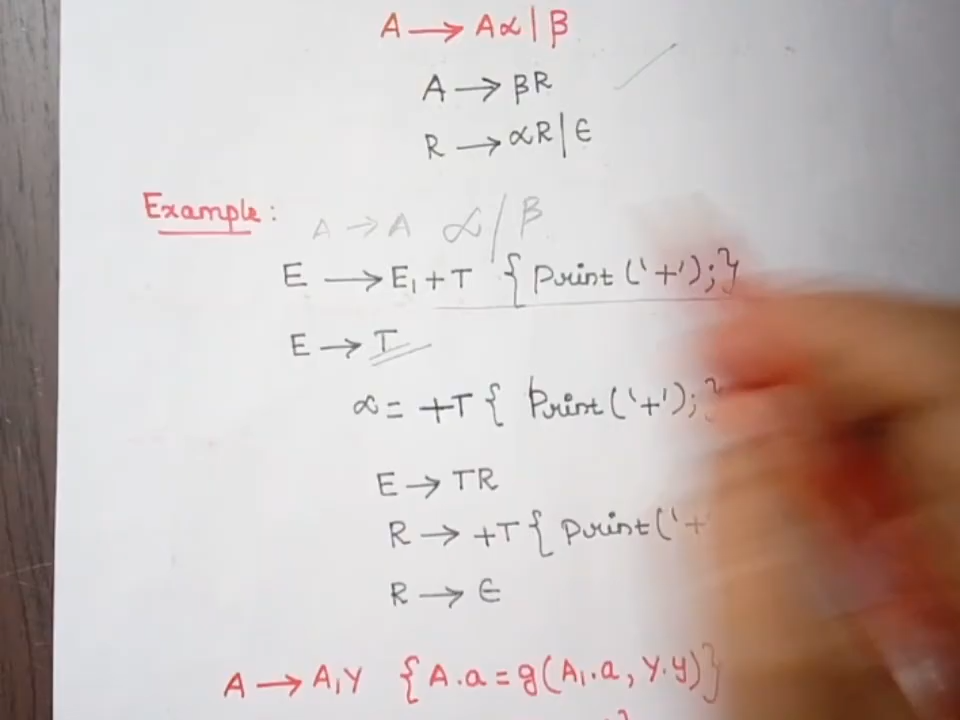 A → Aα | β
A → βR
R → αR | ∈
Example:
A → A α / β
E → E₁ + T { Print ('+'); }
E → T
α = +T { Print ('+'); }
E → TR
R → +T { Print ('+
R → ∈
A → A₁Y { A.a = g(A₁.a, Y.y) }